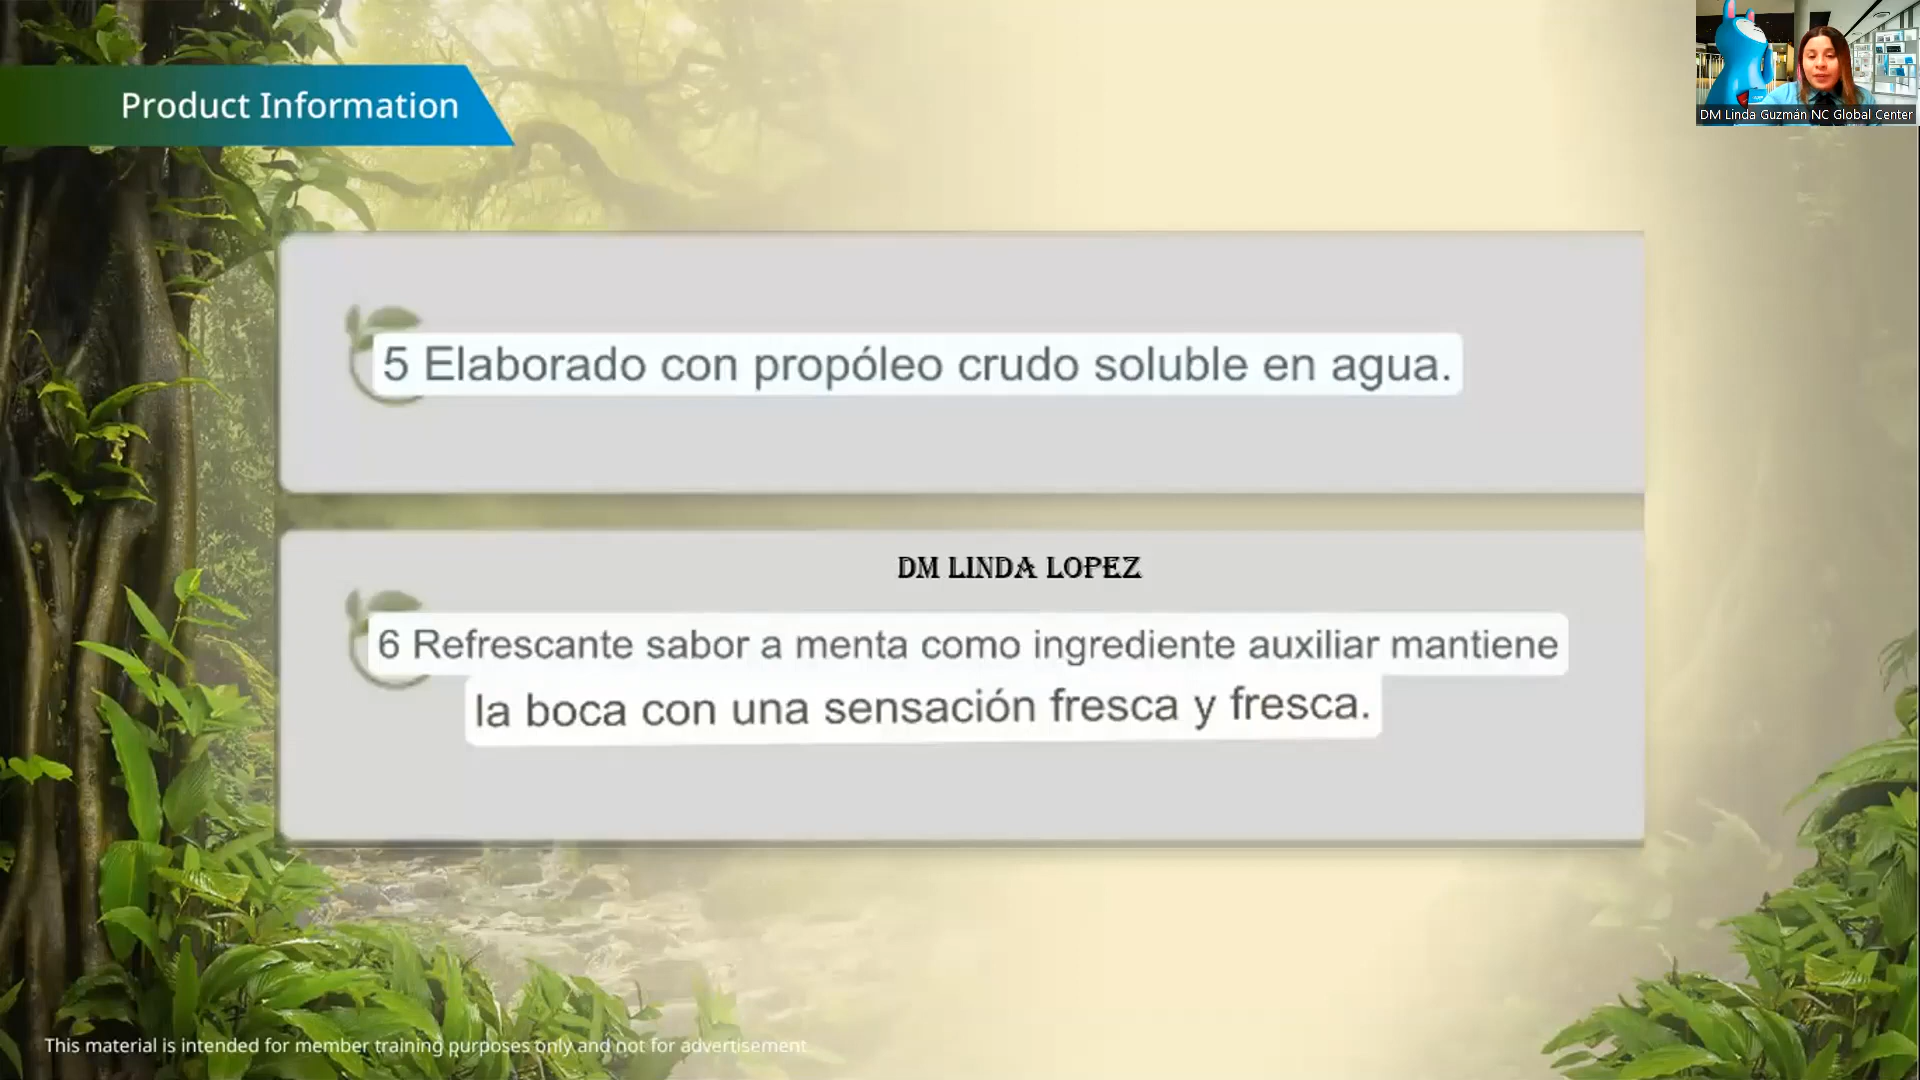 Product Information
DM Linda Guzmán NC Global Center
5 Elaborado con propóleo crudo soluble en agua.
DM LINDA LOPEZ
6 Refrescante sabor a menta como ingrediente auxiliar mantiene
la boca con una sensación fresca y fresca.
This material is intended for member training purposes only and not for advertisement